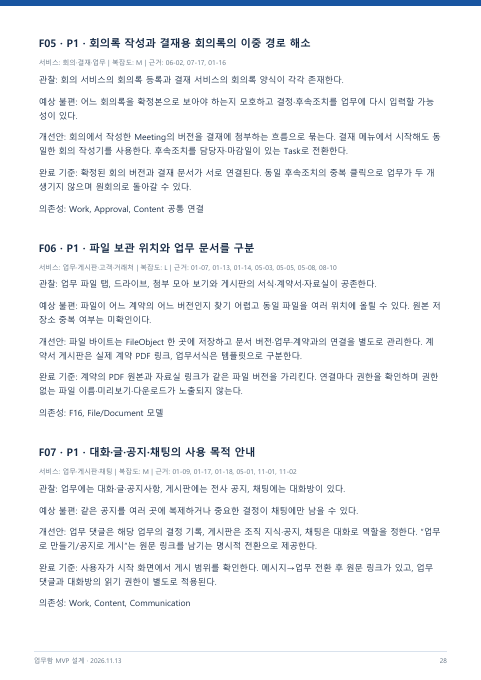 F05 · P1 · 회의록 작성과 결재용 회의록의 이중 경로 해소
서비스: 회의·결재·업무 | 복잡도: M | 근거: 06-02, 07-17, 01-16
관찰: 회의 서비스의 회의록 등록과 결재 서비스의 회의록 양식이 각각 존재한다.
예상 불편: 어느 회의록을 확정본으로 보아야 하는지 모호하고 결정·후속조치를 업무에 다시 입력할 가능
성이 있다.
개선안: 회의에서 작성한 Meeting의 버전을 결재에 첨부하는 흐름으로 묶는다. 결재 메뉴에서 시작해도 동
일한 회의 작성기를 사용한다. 후속조치를 담당자·마감일이 있는 Task로 전환한다.
완료 기준: 확정된 회의 버전과 결재 문서가 서로 연결된다. 동일 후속조치의 중복 클릭으로 업무가 두 개
생기지 않으며 원회의로 돌아갈 수 있다.
의존성: Work, Approval, Content 공통 연결
F06 · P1 · 파일 보관 위치와 업무 문서를 구분
서비스: 업무·게시판·고객·거래처 | 복잡도: L | 근거: 01-07, 01-13, 01-14, 05-03, 05-05, 05-08, 08-10
관찰: 업무 파일 탭, 드라이브, 첨부 모아 보기와 게시판의 서식·계약서·자료실이 공존한다.
예상 불편: 파일이 어느 계약의 어느 버전인지 찾기 어렵고 동일 파일을 여러 위치에 올릴 수 있다. 원본 저
장소 중복 여부는 미확인이다.
개선안: 파일 바이트는 FileObject 한 곳에 저장하고 문서 버전·업무·계약과의 연결을 별도로 관리한다. 계
약서 게시판은 실제 계약 PDF 링크, 업무서식은 템플릿으로 구분한다.
완료 기준: 계약의 PDF 원본과 자료실 링크가 같은 파일 버전을 가리킨다. 연결마다 권한을 확인하며 권한
없는 파일 이름·미리보기·다운로드가 노출되지 않는다.
의존성: F16, File/Document 모델
F07 · P1 · 대화·글·공지·채팅의 사용 목적 안내
서비스: 업무·게시판·채팅 | 복잡도: M | 근거: 01-09, 01-17, 01-18, 05-01, 11-01, 11-02
관찰: 업무에는 대화·글·공지사항, 게시판에는 전사 공지, 채팅에는 대화방이 있다.
예상 불편: 같은 공지를 여러 곳에 복제하거나 중요한 결정이 채팅에만 남을 수 있다.
개선안: 업무 댓글은 해당 업무의 결정 기록, 게시판은 조직 지식·공지, 채팅은 대화로 역할을 정한다. “업무
로 만들기/공지로 게시”는 원문 링크를 남기는 명시적 전환으로 제공한다.
완료 기준: 사용자가 시작 화면에서 게시 범위를 확인한다. 메시지→업무 전환 후 원문 링크가 있고, 업무
댓글과 대화방의 읽기 권한이 별도로 적용된다.
의존성: Work, Content, Communication
업무함 MVP 설계 · 2026.11.13
28